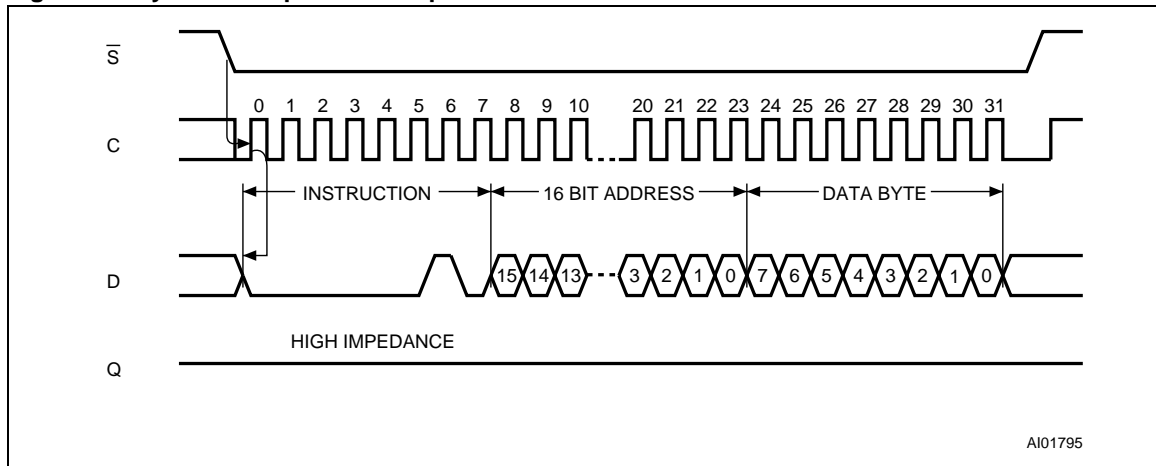 S̅
0 1 2 3 4 5 6 7 8 9 10 20 21 22 23 24 25 26 27 28 29 30 31
C
INSTRUCTION 16 BIT ADDRESS DATA BYTE
D
15 14 13 3 2 1 0 7 6 5 4 3 2 1 0
HIGH IMPEDANCE
Q
AI01795